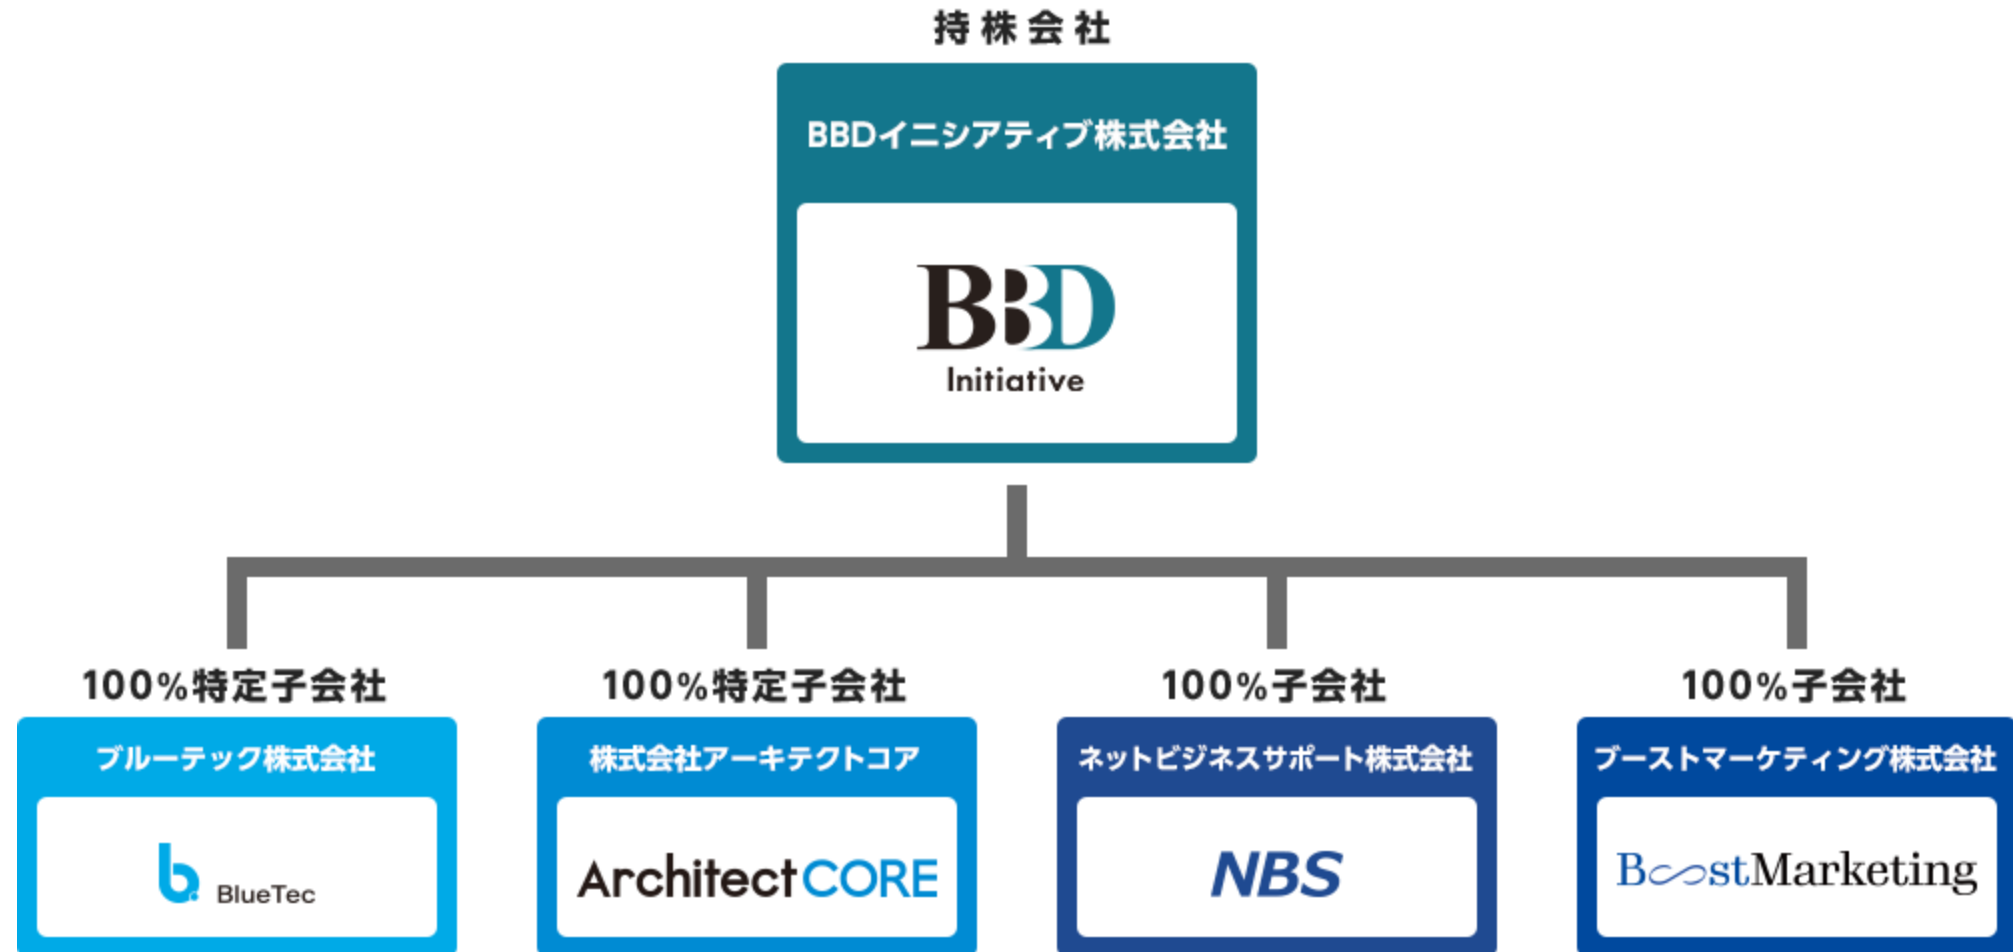 持株会社
BBDイニシアティブ株式会社
BBD
Initiative
100%特定子会社
100%特定子会社
100%子会社
100%子会社
ブルーテック株式会社
株式会社アーキテクトコア
ネットビジネスサポート株式会社
ブーストマーケティング株式会社
b BlueTec
ArchitectCORE
NBS
BoostMarketing